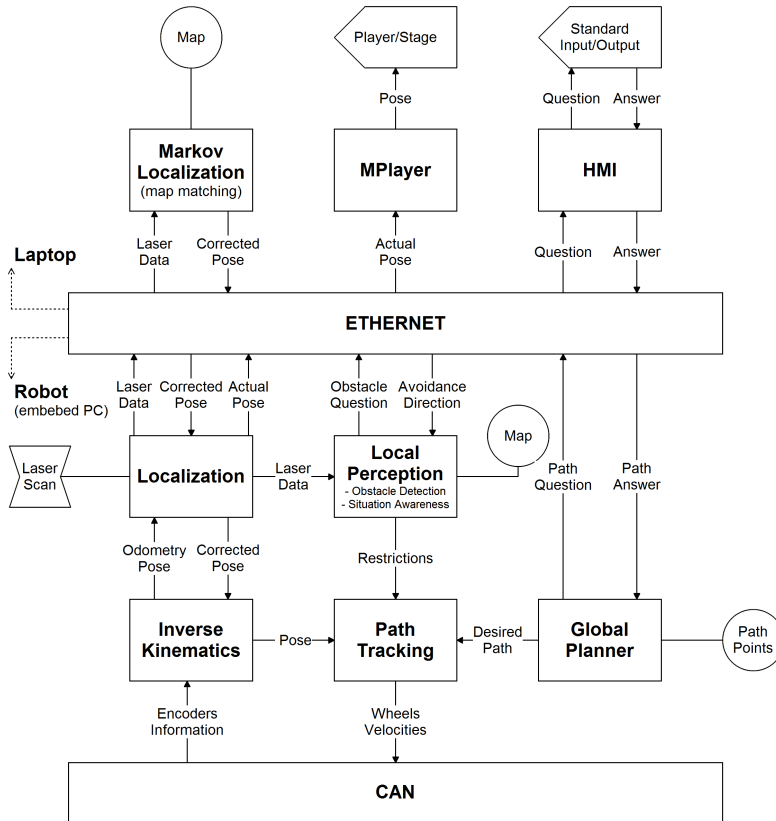 Map
Player/Stage
Standard
Input/Output
Pose
Question
Answer
Markov
Localization
(map matching)
MPlayer
HMI
Laser
Data
Corrected
Pose
Actual
Pose
Question
Answer
Laptop
ETHERNET
Robot
(embebed PC)
Laser
Data
Corrected
Pose
Actual
Pose
Obstacle
Question
Avoidance
Direction
Map
Laser
Scan
Localization
Laser
Data
Local
Perception
- Obstacle Detection
- Situation Awareness
Path
Question
Path
Answer
Odometry
Pose
Corrected
Pose
Restrictions
Inverse
Kinematics
Pose
Path
Tracking
Desired
Path
Global
Planner
Path
Points
Encoders
Information
Wheels
Velocities
CAN